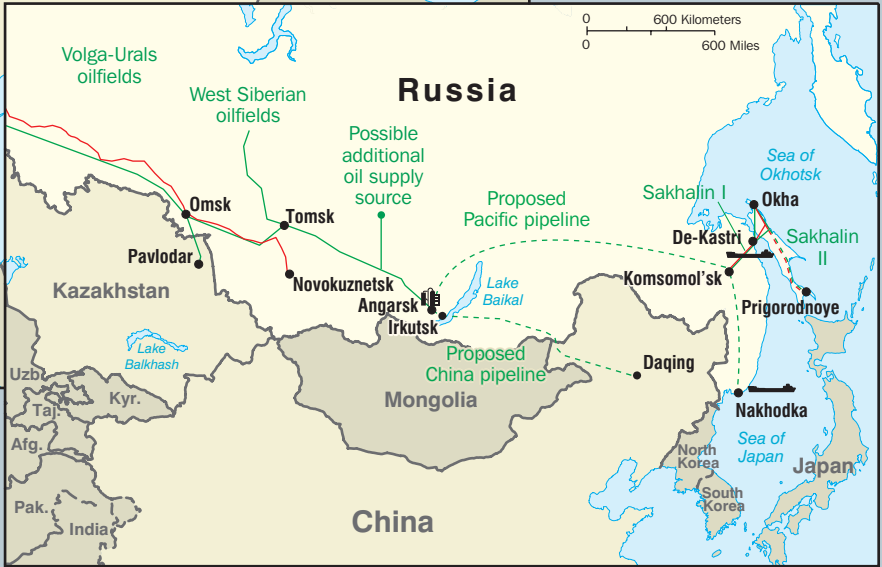 0 600 Kilometers
0 600 Miles
Volga-Urals
oilfields
Russia
West Siberian
oilfields
Possible
additional
oil supply
source
Sea of
Okhotsk
Proposed
Pacific pipeline
Sakhalin I
Okha
Omsk
Tomsk
De-Kastri
Sakhalin
II
Pavlodar
Novokuznetsk
Komsomol'sk
Kazakhstan
Lake
Baikal
Angarsk
Prigorodnoye
Irkutsk
Lake
Balkhash
Proposed
China pipeline
Daqing
Uzb.
Mongolia
Kyr.
Taj.
Nakhodka
Afg.
Sea of
Japan
North
Korea
Japan
South
Korea
Pak.
India
China